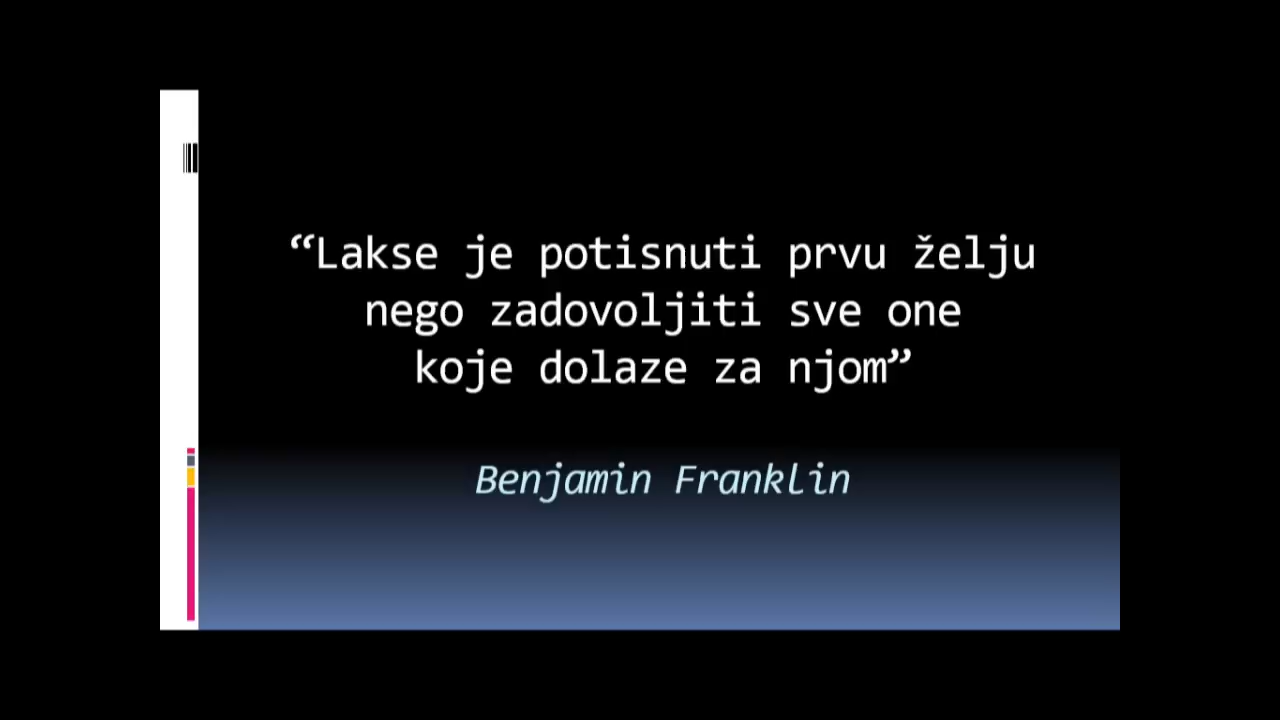 “Lakse je potisnuti prvu želju
nego zadovoljiti sve one
koje dolaze za njom”
Benjamin Franklin